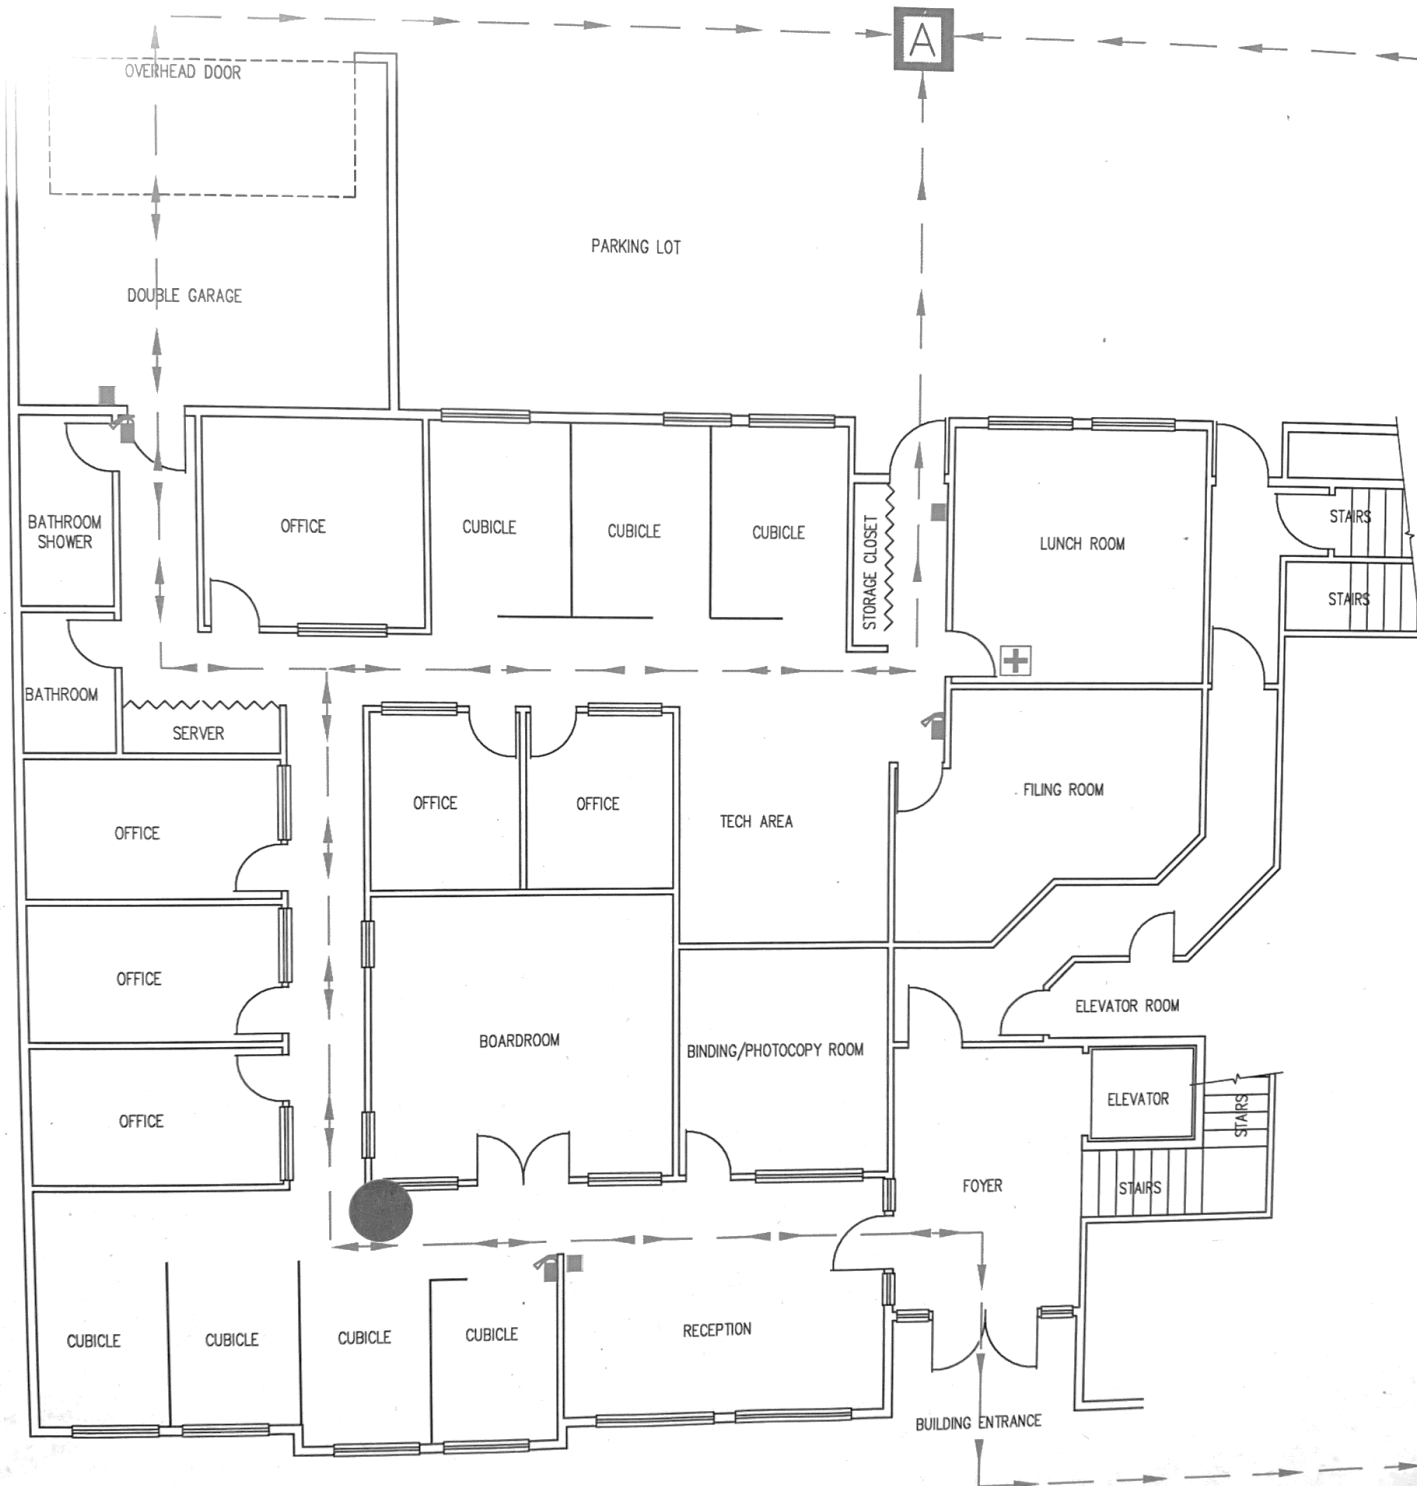 A
OVERHEAD DOOR
PARKING LOT
DOUBLE GARAGE
BATHROOM
SHOWER
OFFICE
CUBICLE
CUBICLE
CUBICLE
STORAGE CLOSET
LUNCH ROOM
STAIRS
STAIRS
BATHROOM
SERVER
OFFICE
OFFICE
OFFICE
TECH AREA
FILING ROOM
OFFICE
BOARDROOM
BINDING/PHOTOCOPY ROOM
ELEVATOR ROOM
OFFICE
ELEVATOR
STAIRS
FOYER
STAIRS
CUBICLE
CUBICLE
CUBICLE
CUBICLE
RECEPTION
BUILDING ENTRANCE